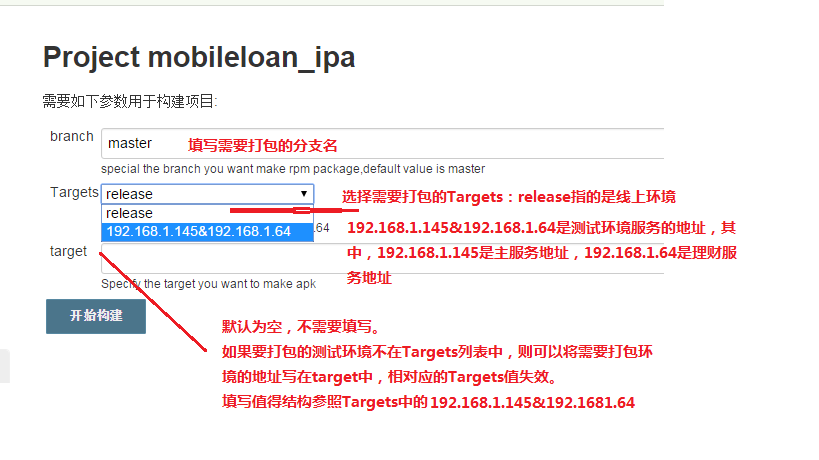 Project mobileloan_ipa
需要如下参数用于构建项目:
branch
master
填写需要打包的分支名
special the branch you want make rpm package,default value is master
Targets
release
选择需要打包的Targets：release指的是线上环境
release
192.168.1.145&192.168.1.64
.64
192.168.1.145&192.168.1.64是测试环境服务的地址，其
中，192.168.1.145是主服务地址，192.168.1.64是理财服
务地址
target
Specify the target you want to make apk
开始构建
默认为空，不需要填写。
如果要打包的测试环境不在Targets列表中，则可以将需要打包环
境的地址写在target中，相对应的Targets值失效。
填写值得结构参照Targets中的192.168.1.145&192.1681.64